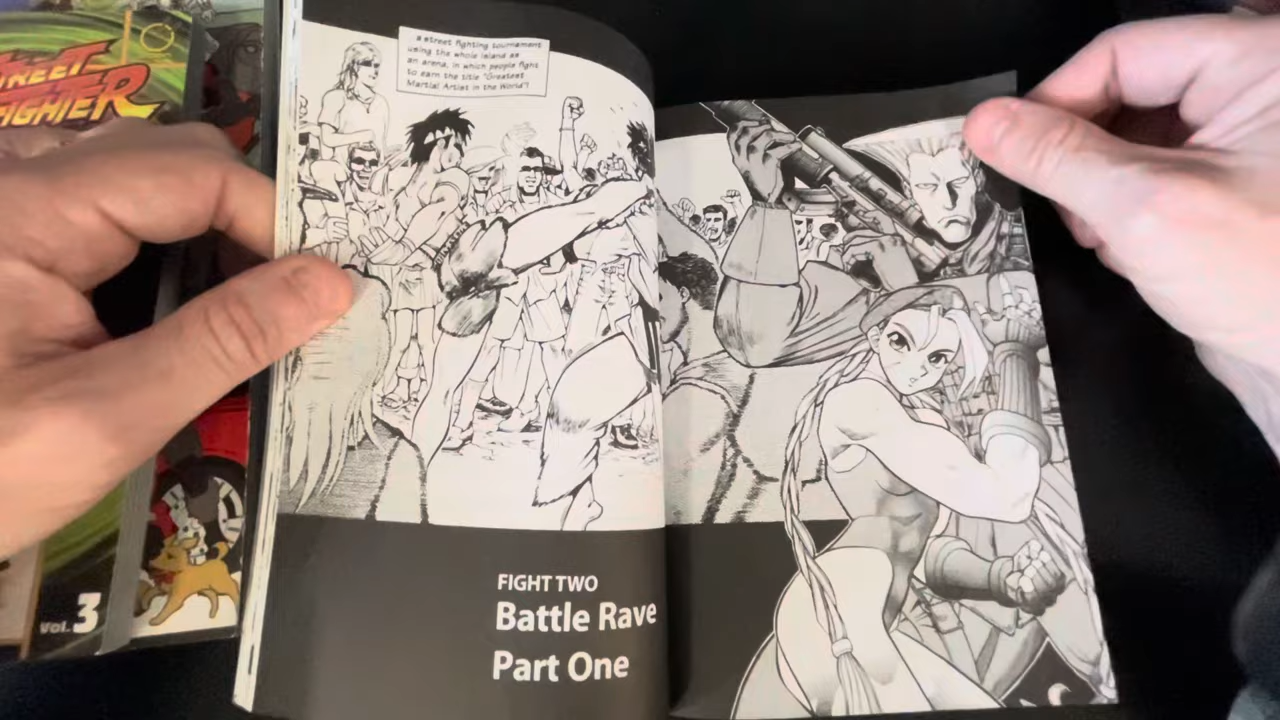 STREET
FIGHTER
Vol. 3
a street fighting tournament
using the whole island as
an arena, in which people fight
to earn the title "Greatest
Martial Artist in the World"!
FIGHT TWO
Battle Rave
Part One